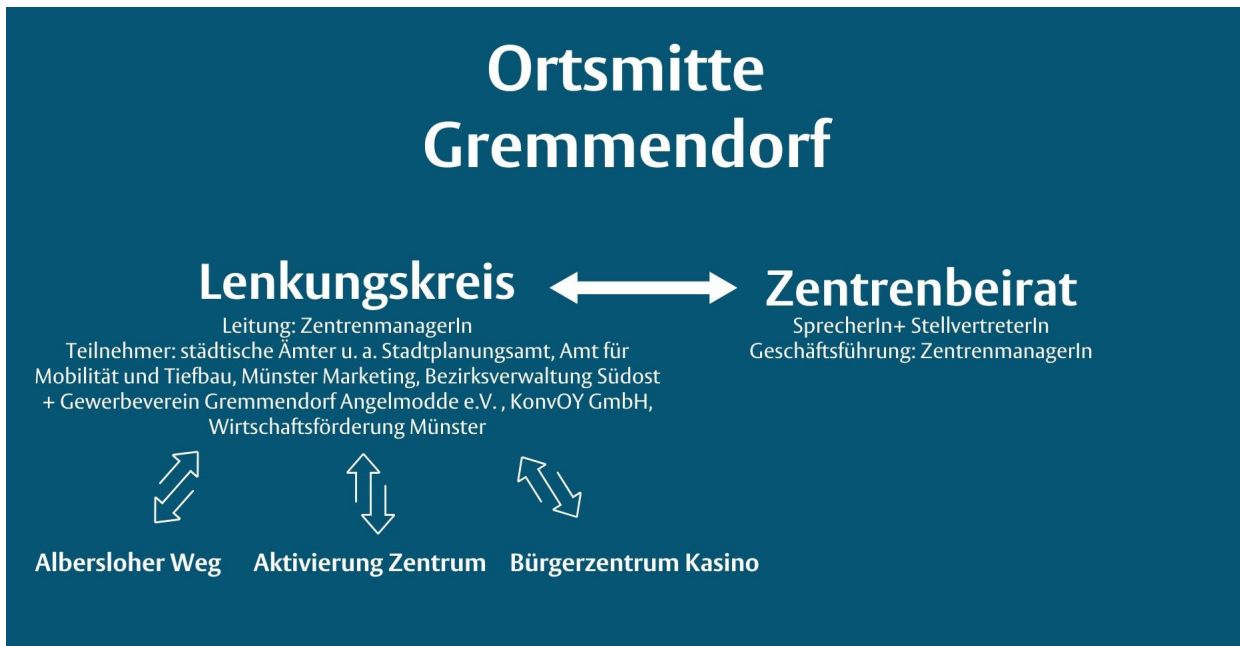 Ortsmitte
Gremmendorf
Lenkungskreis
Leitung: ZentrenmanagerIn
Teilnehmer: städtische Ämter u. a. Stadtplanungsamt, Amt für
Mobilität und Tiefbau, Münster Marketing, Bezirksverwaltung Südost
+ Gewerbeverein Gremmendorf Angelmodde e.V. , KonvOY GmbH,
Wirtschaftsförderung Münster
Zentrenbeirat
SprecherIn+ StellvertreterIn
Geschäftsführung: ZentrenmanagerIn
Albersloher Weg
Aktivierung Zentrum
Bürgerzentrum Kasino